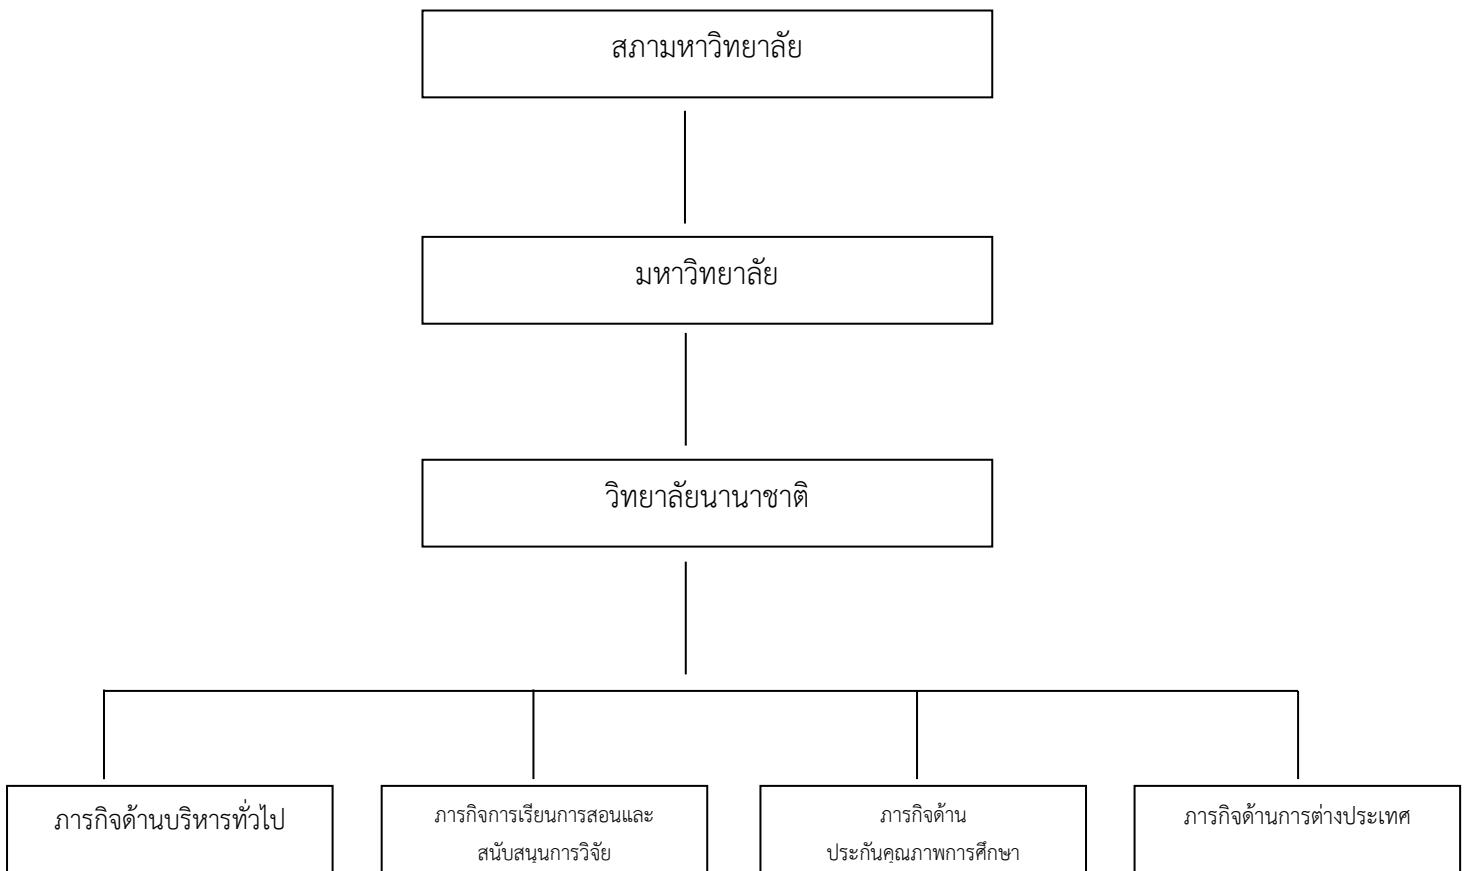 สภามหาวิทยาลัย
มหาวิทยาลัย
วิทยาลัยนานาชาติ
ภารกิจด้านบริหารทั่วไป
ภารกิจการเรียนการสอนและ
สนับสนุนการวิจัย
ภารกิจด้าน
ประกันคุณภาพการศึกษา
ภารกิจด้านการต่างประเทศ